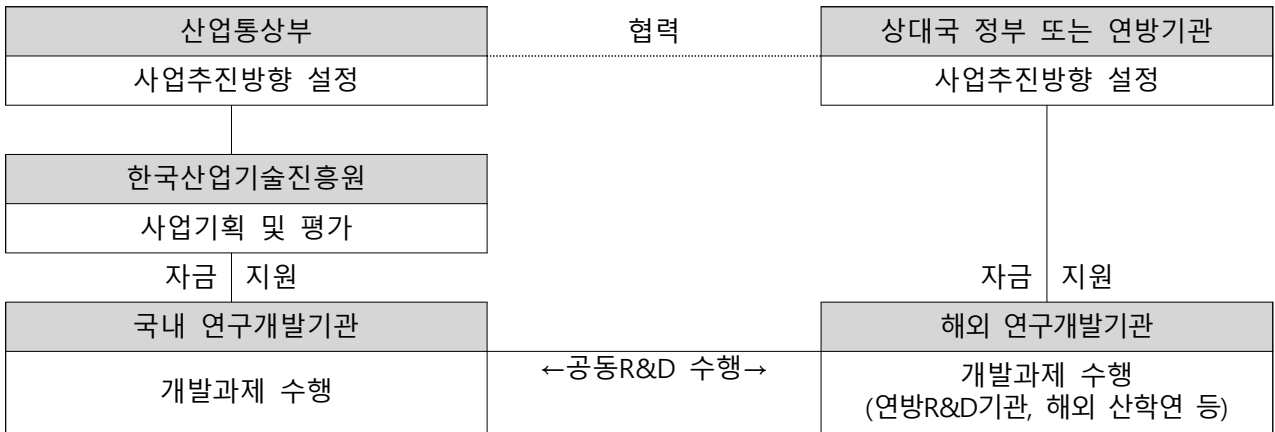 산업통상부
협력
상대국 정부 또는 연방기관
사업추진방향 설정
사업추진방향 설정
한국산업기술진흥원
사업기획 및 평가
자금 지원
자금 지원
국내 연구개발기관
해외 연구개발기관
←공동R&D 수행→
개발과제 수행
개발과제 수행
(연방R&D기관, 해외 산학연 등)